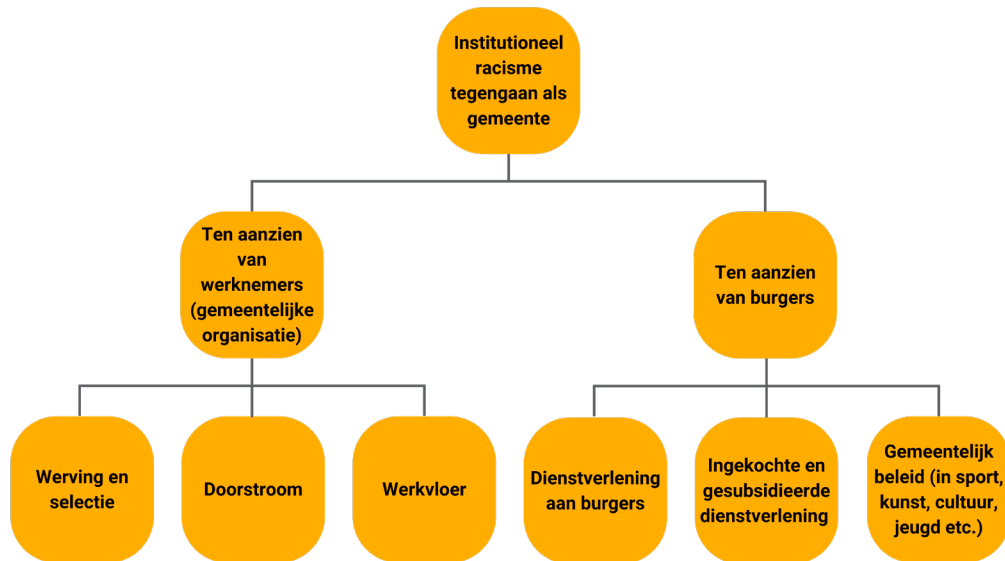 Institutioneel
racisme
tegengaan als
gemeente
Ten aanzien
van
werknemers
(gemeentelijke
organisatie)
Ten aanzien
van burgers
Werving en
selectie
Doorstroom
Werkvloer
Dienstverlening
aan burgers
Ingekochte en
gesubsidieerde
dienstverlening
Gemeentelijk
beleid (in sport,
kunst, cultuur,
jeugd etc.)